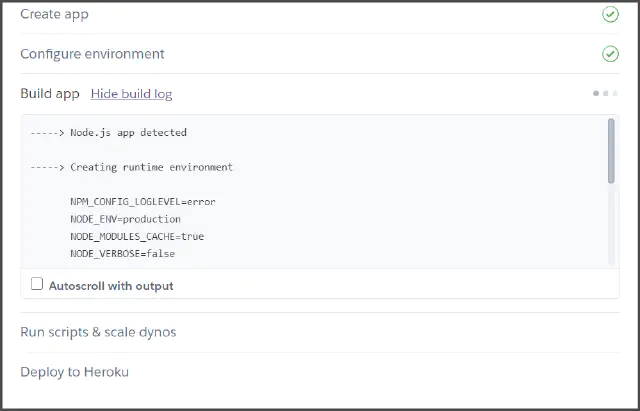 Create app
Configure environment
Build app Hide build log
-----> Node.js app detected
-----> Creating runtime environment
NPM_CONFIG_LOGLEVEL=error
NODE_ENV=production
NODE_MODULES_CACHE=true
NODE_VERBOSE=false
Autoscroll with output
Run scripts & scale dynos
Deploy to Heroku